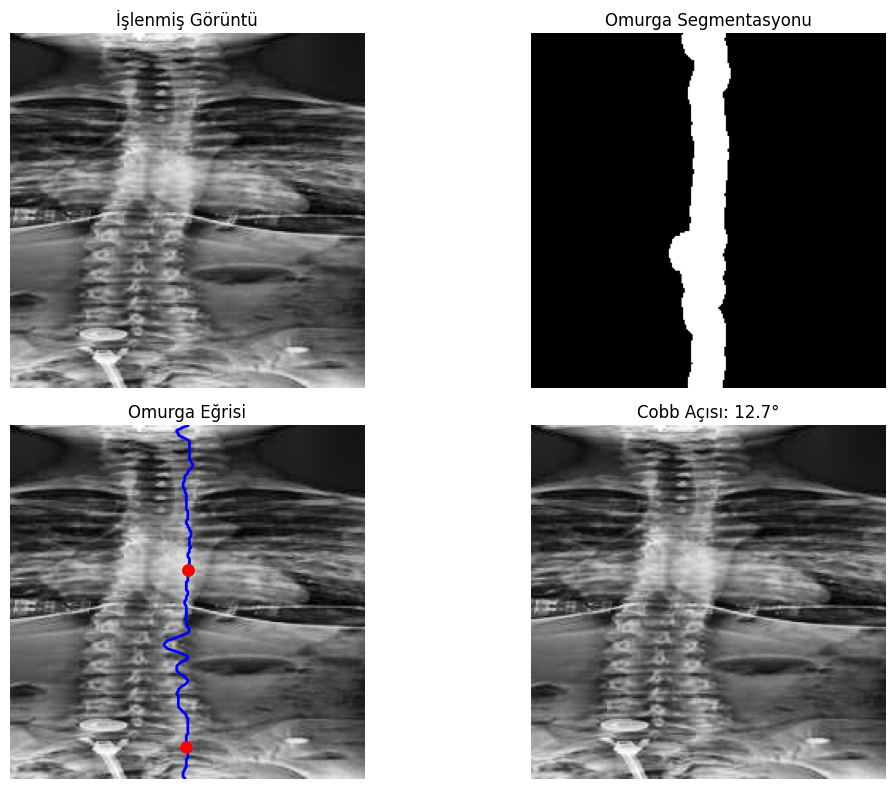 İşlenmiş Görüntü
Omurga Segmentasyonu
Omurga Eğrisi
Cobb Açısı: 12.7°